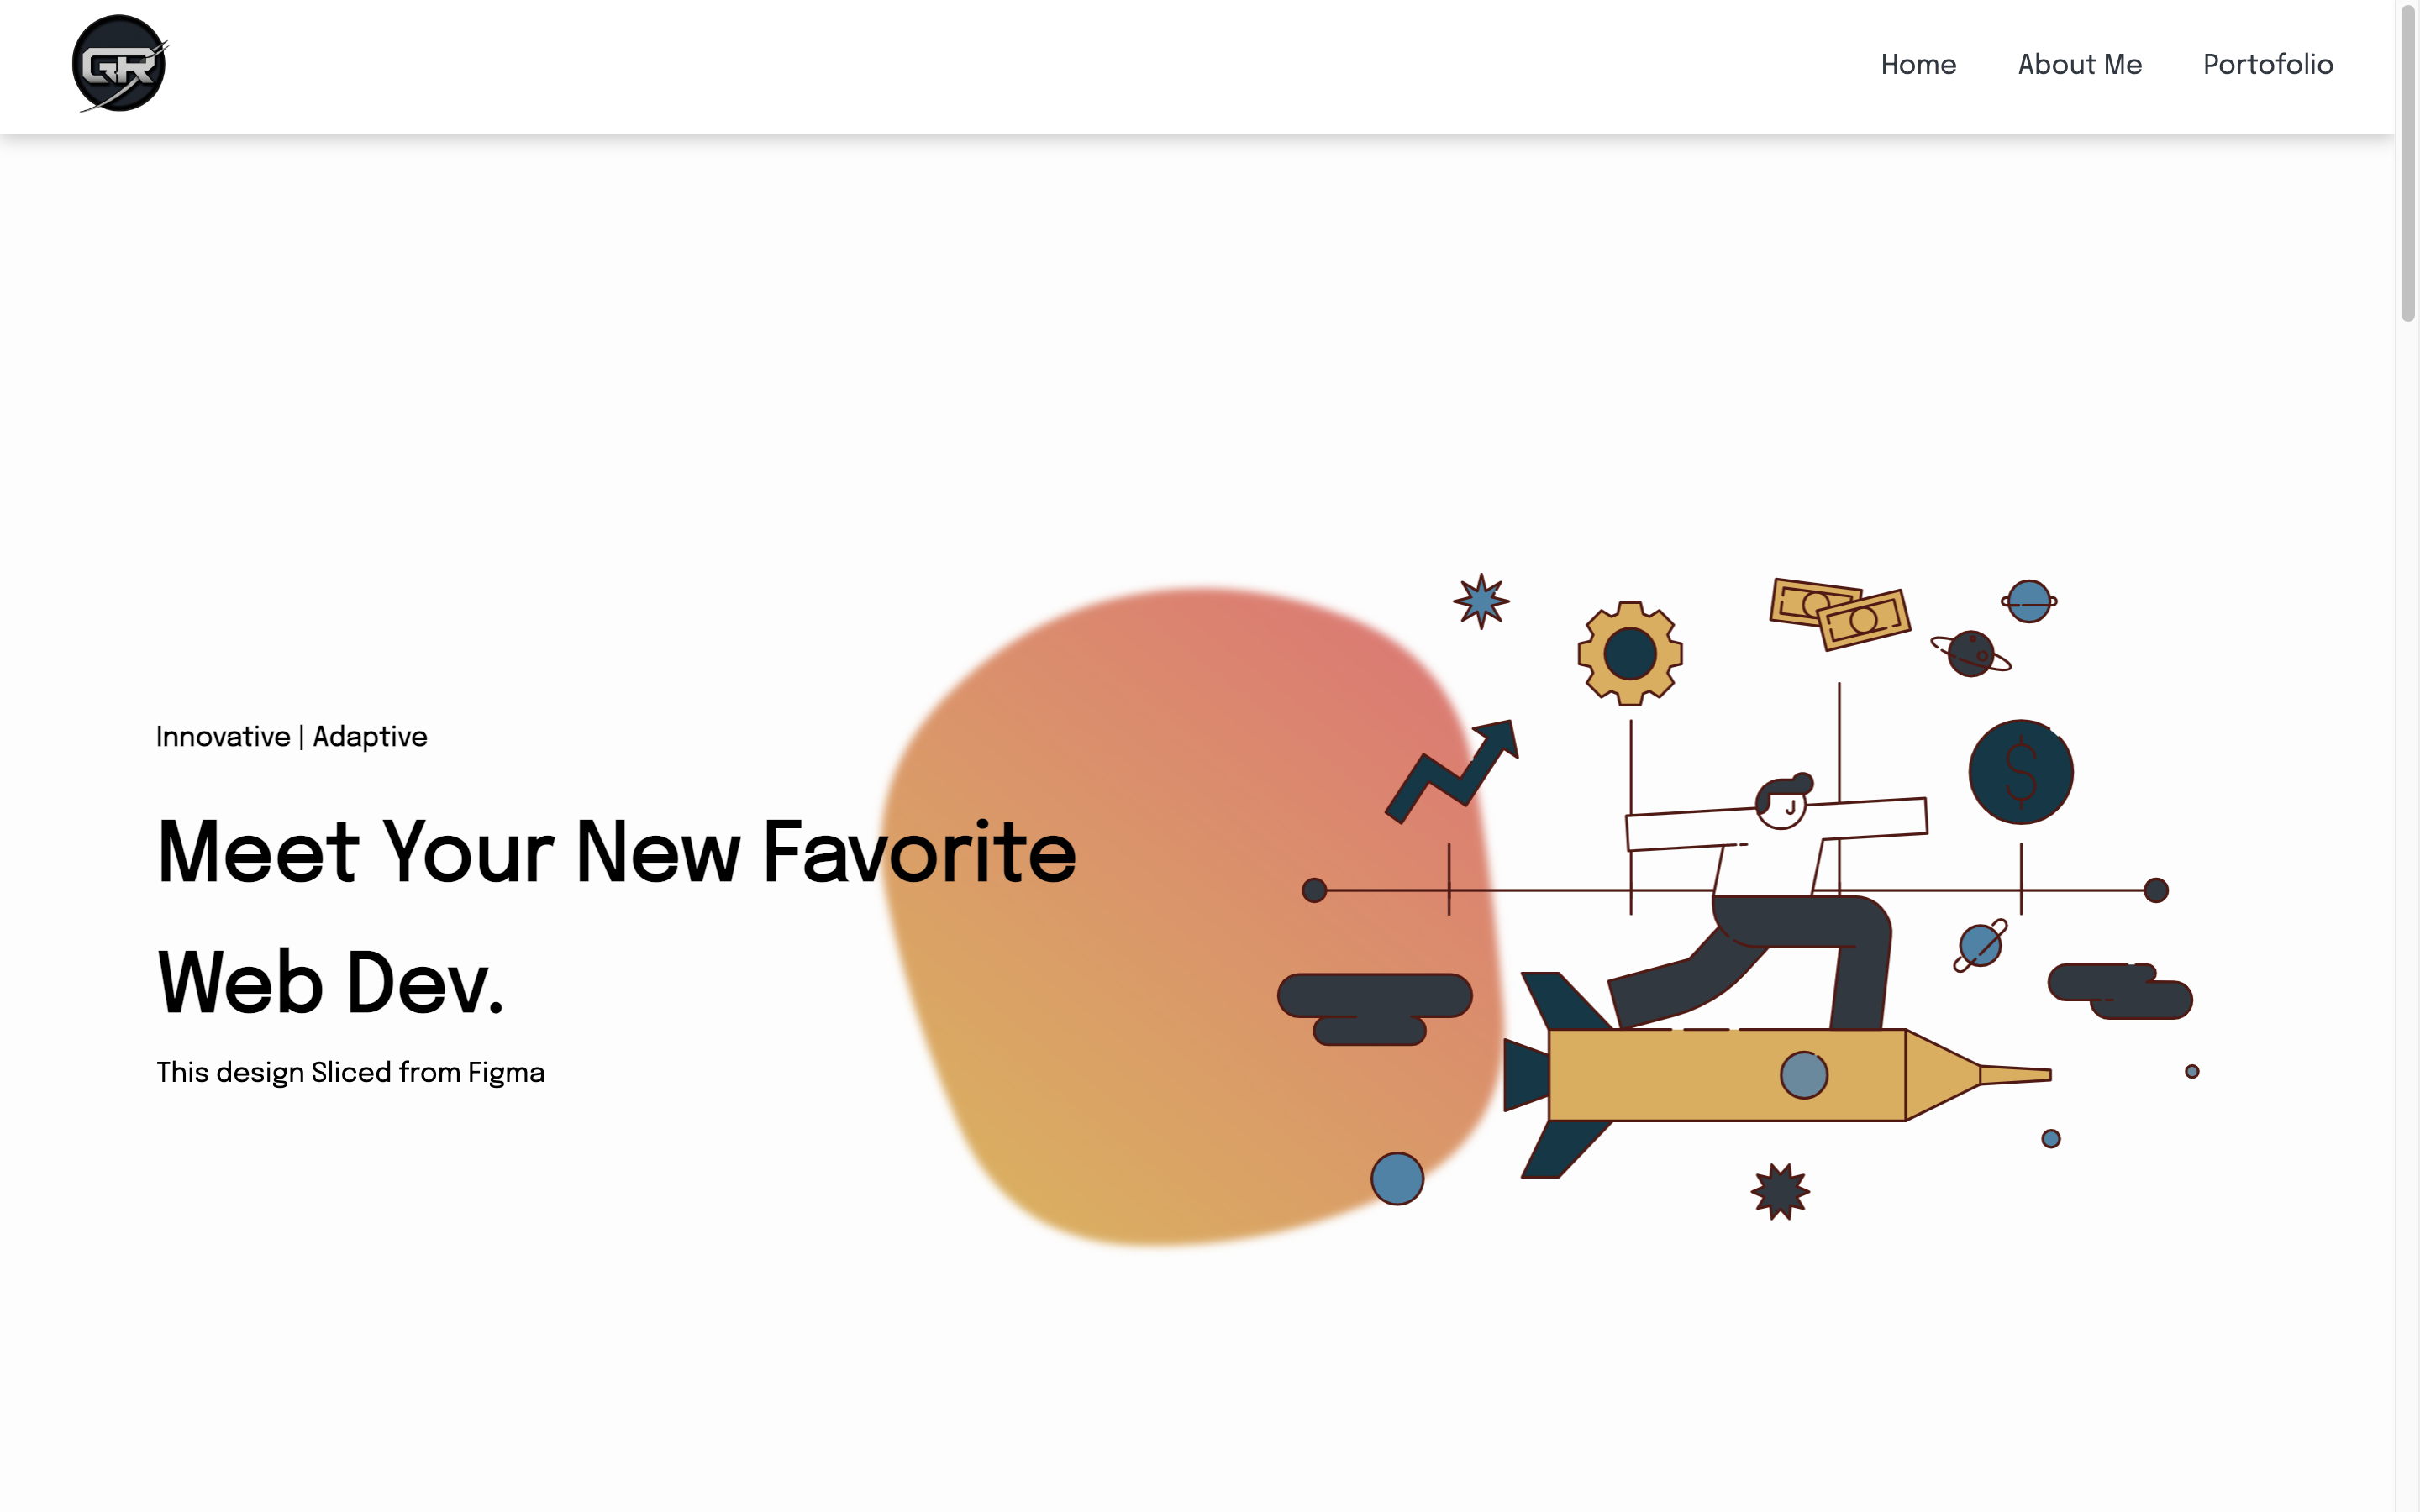 GR
Home About Me Portofolio
Innovative | Adaptive
Meet Your New Favorite
Web Dev.
This design Sliced from Figma
$